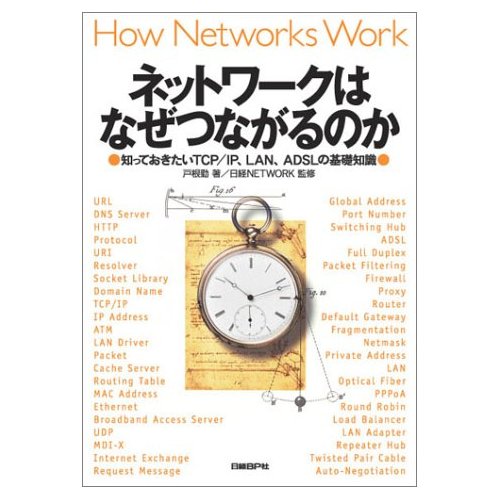 How Networks Work
ネットワークは
なぜつながるのか
●知っておきたいTCP/IP、LAN、ADSLの基礎知識●
戸根勤 著/日経NETWORK 監修
Fig 16
Fig. 20
URL
DNS Server
HTTP
Protocol
URI
Resolver
Socket Library
Domain Name
TCP/IP
IP Address
ATM
LAN Driver
Packet
Cache Server
Routing Table
MAC Address
Ethernet
Broadband Access Server
UDP
MDI-X
Internet Exchange
Request Message
Global Address
Port Number
Switching Hub
ADSL
Full Duplex
Packet Filtering
Firewall
Proxy
Router
Default Gateway
Fragmentation
Netmask
Private Address
LAN
Optical Fiber
PPPoA
Round Robin
Load Balancer
LAN Adapter
Repeater Hub
Twisted Pair Cable
Auto-Negotiation
日経BP社